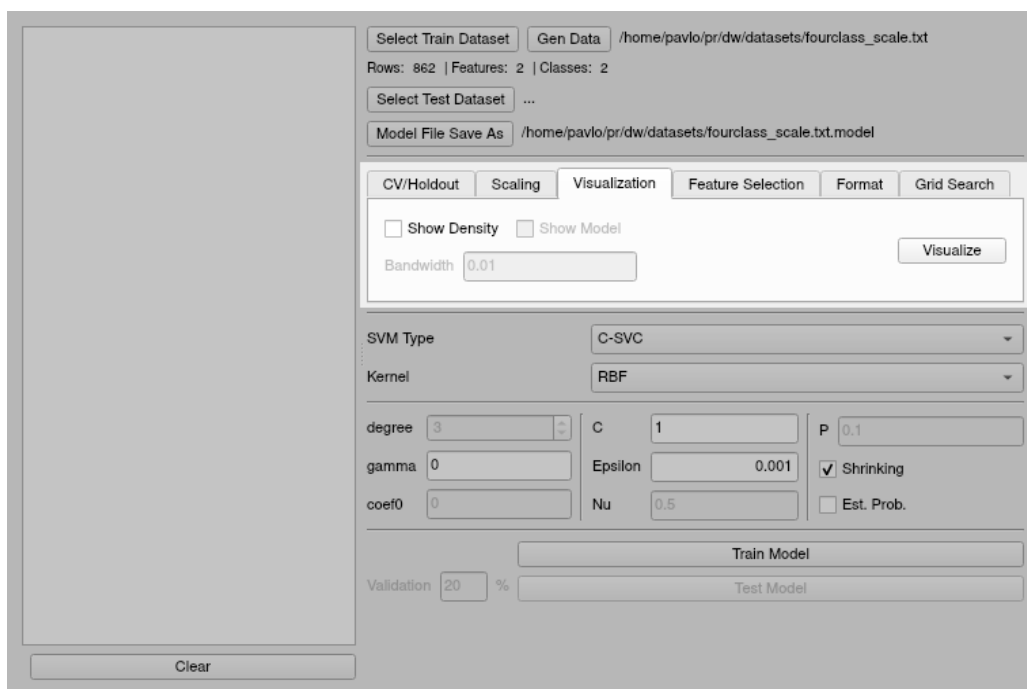 Select Train Dataset Gen Data /home/pavlo/pr/dw/datasets/fourclass_scale.txt
Rows: 862 | Features: 2 | Classes: 2
Select Test Dataset ...
Model File Save As /home/pavlo/pr/dw/datasets/fourclass_scale.txt.model
CV/Holdout Scaling Visualization Feature Selection Format Grid Search
Show Density Show Model
Visualize
Bandwidth 0.01
SVM Type C-SVC
Kernel RBF
degree 3 C 1 P 0.1
gamma 0 Epsilon 0.001 Shrinking
coef0 0 Nu 0.5 Est. Prob.
Train Model
Validation 20 % Test Model
Clear